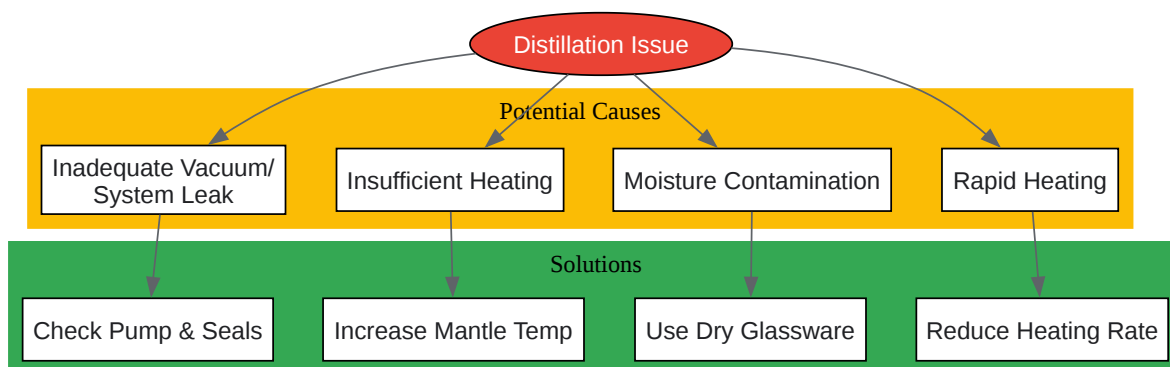 Distillation Issue
Potential Causes
Inadequate Vacuum/
System Leak
Insufficient Heating
Moisture Contamination
Rapid Heating
Solutions
Check Pump & Seals
Increase Mantle Temp
Use Dry Glassware
Reduce Heating Rate